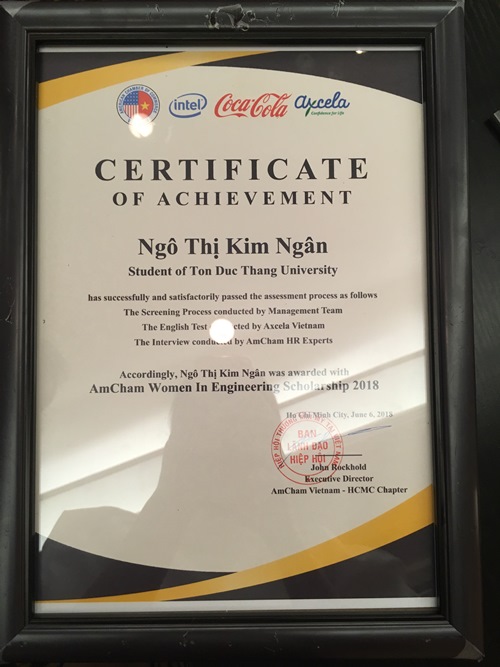 intel
Coca-Cola
axcela
Confidence for Life
CERTIFICATE
OF ACHIEVEMENT
Ngô Thị Kim Ngân
Student of Ton Duc Thang University
has successfully and satisfactorily passed the assessment process as follows
The Screening Process conducted by Management Team
The English Test conducted by Axcela Vietnam
The Interview conducted by AmCham HR Experts
Accordingly, Ngô Thị Kim Ngân was awarded with
AmCham Women In Engineering Scholarship 2018
Ho Chi Minh City, June 6, 2018
BAN
LÃNH ĐẠO
HIỆP HỘI
John Rockhold
Executive Director
AmCham Vietnam - HCMC Chapter